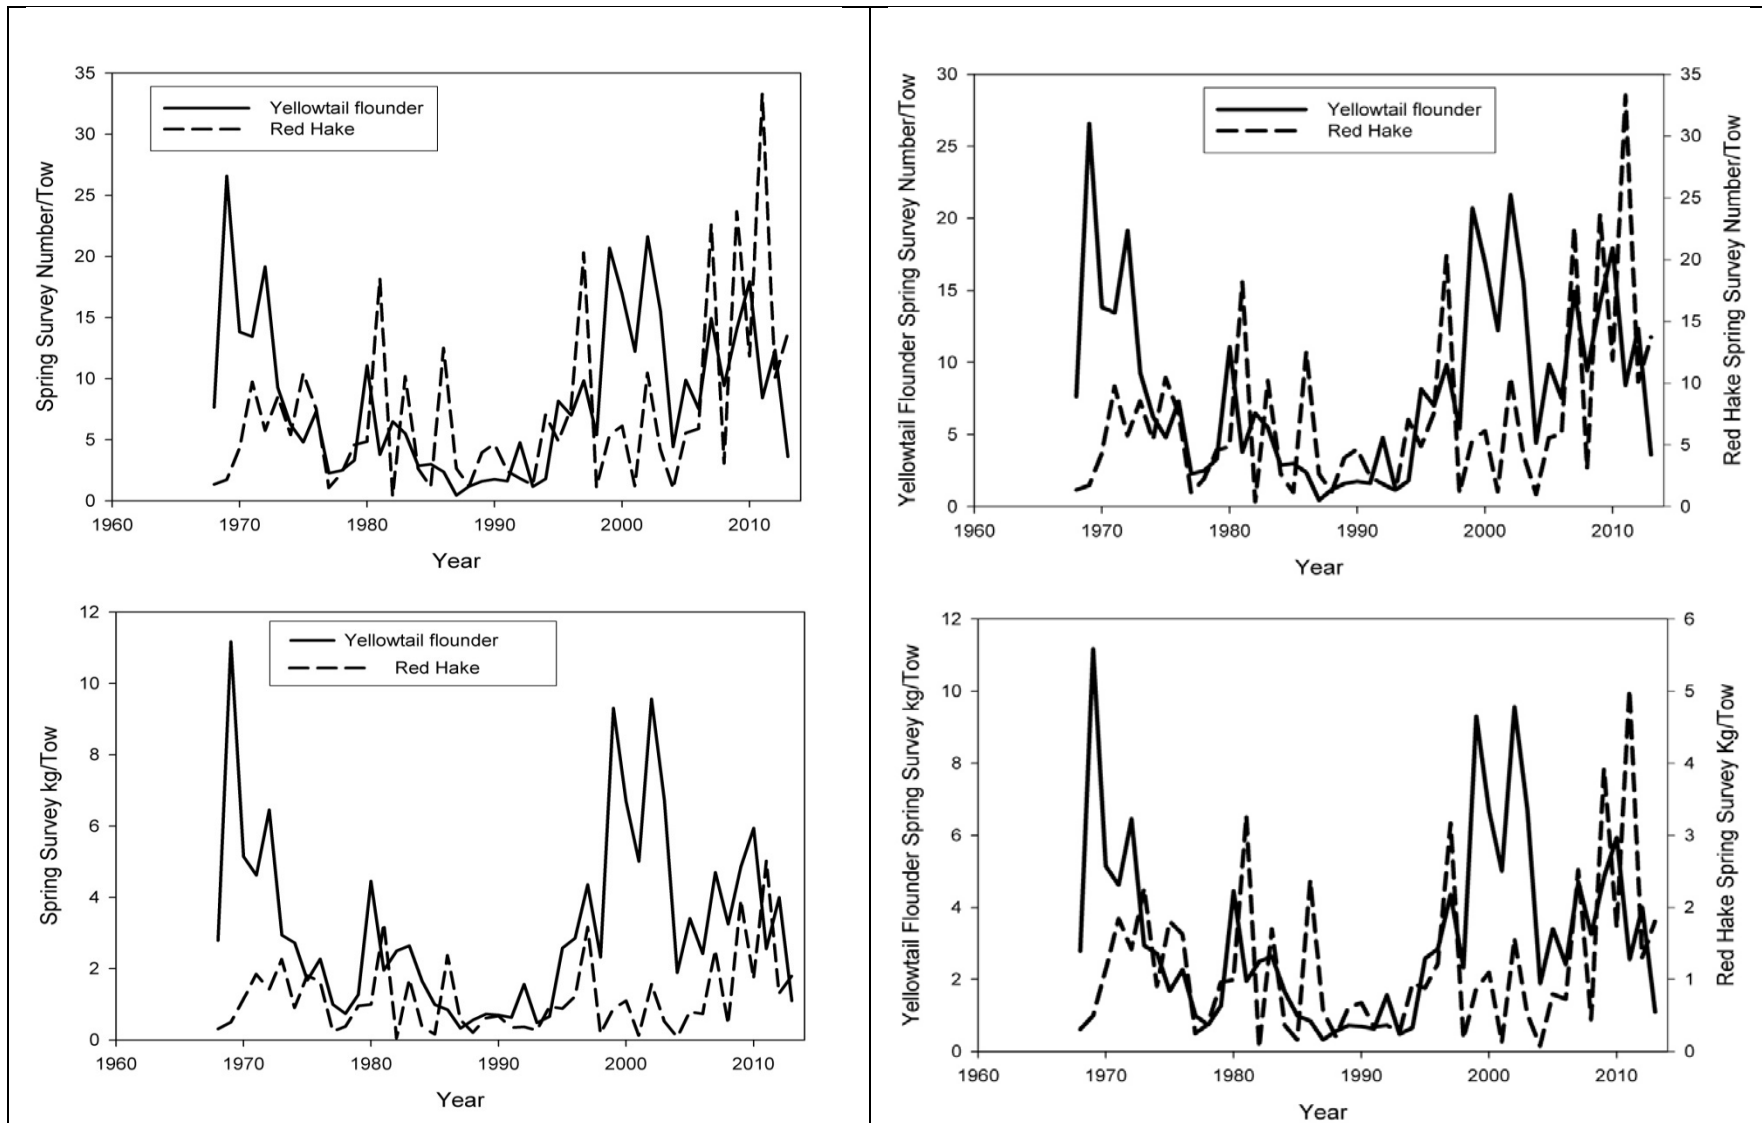 35
30
25
20
15
10
5
0
Spring Survey Number/Tow
Yellowtail flounder
Red Hake
1960 1970 1980 1990 2000 2010
Year
30
25
20
15
10
5
0
Yellow Flounder Spring Survey Number/Tow
Yellowtail flounder
Red Hake
35
30
25
20
15
10
5
0
Red Hake Spring Survey Number/Tow
1960 1970 1980 1990 2000 2010
Year
12
10
8
6
4
2
0
Spring Survey kg/Tow
Yellowtail flounder
Red Hake
1960 1970 1980 1990 2000 2010
Year
12
10
8
6
4
2
0
Yellowtail Flounder Spring Survey kg/Tow
6
5
4
3
2
1
0
Red Hake Spring Survey Kg/Tow
1960 1970 1980 1990 2000 2010
Year